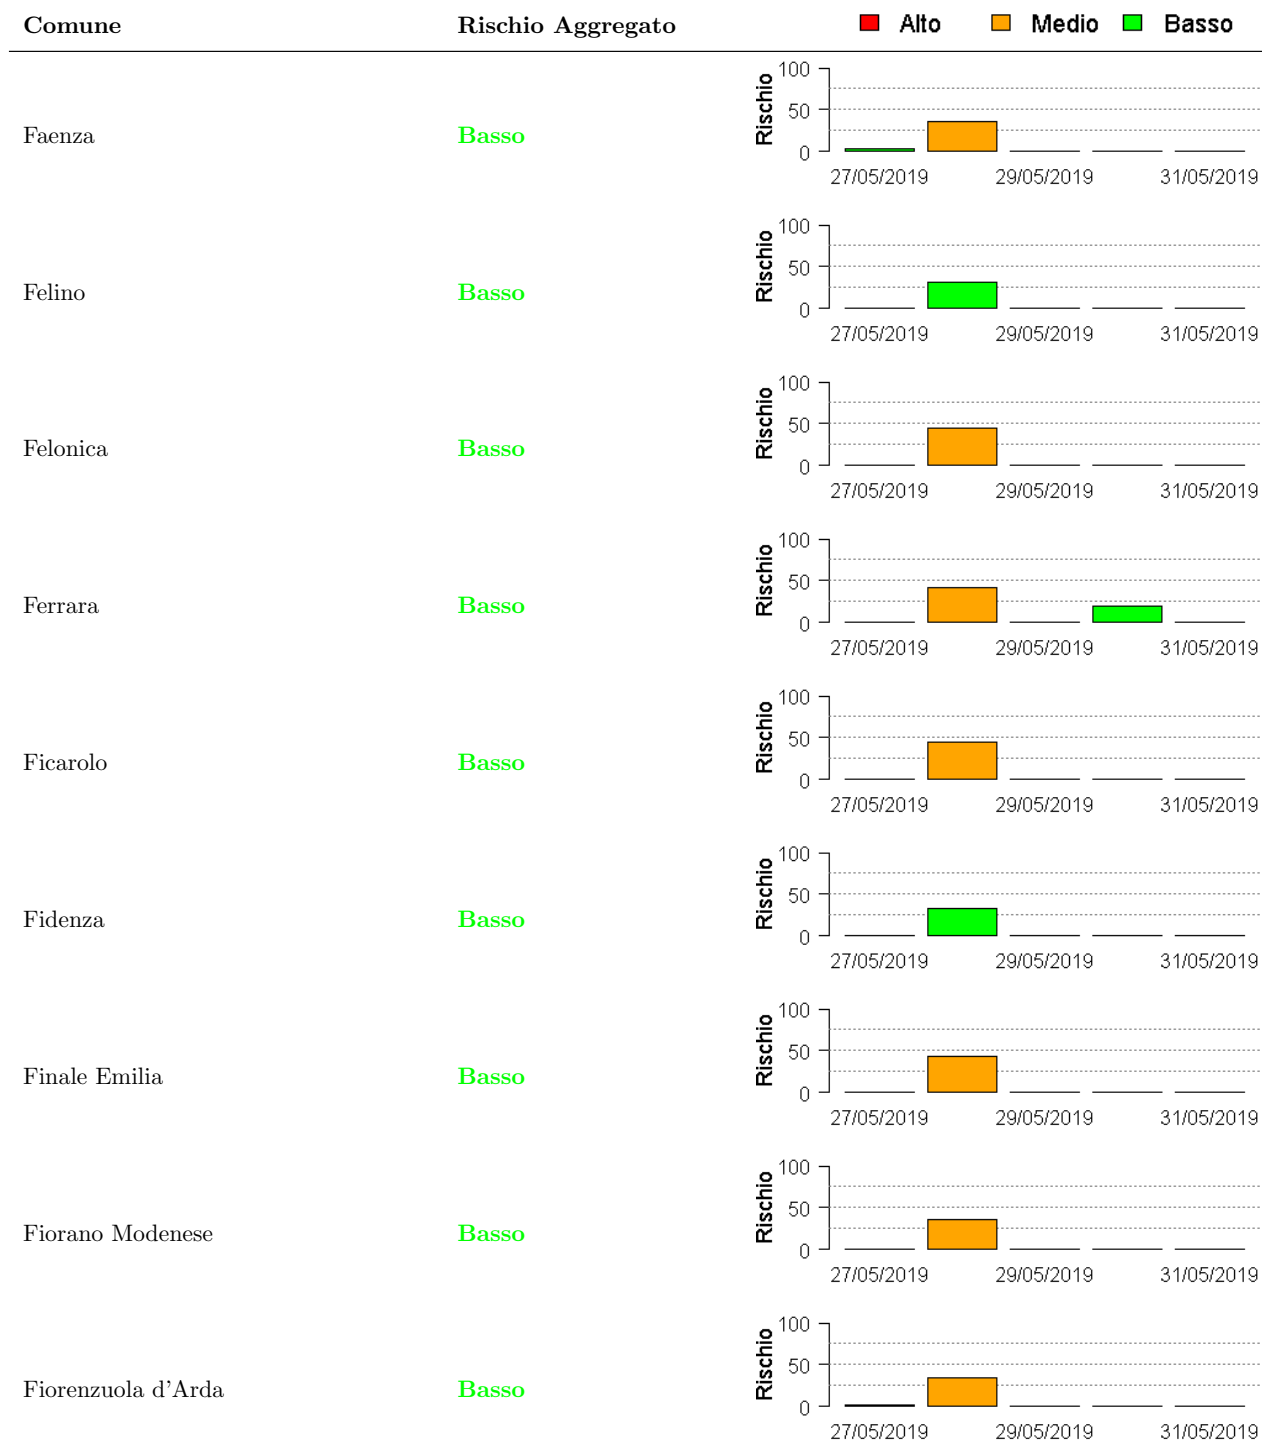 Comune Rischio Aggregato Alto Medio Basso
Rischio 100 50 0
Faenza Basso
27/05/2019 29/05/2019 31/05/2019
Rischio 100 50 0
Felino Basso
27/05/2019 29/05/2019 31/05/2019
Rischio 100 50 0
Felonica Basso
27/05/2019 29/05/2019 31/05/2019
Rischio 100 50 0
Ferrara Basso
27/05/2019 29/05/2019 31/05/2019
Rischio 100 50 0
Ficarolo Basso
27/05/2019 29/05/2019 31/05/2019
Rischio 100 50 0
Fidenza Basso
27/05/2019 29/05/2019 31/05/2019
Rischio 100 50 0
Finale Emilia Basso
27/05/2019 29/05/2019 31/05/2019
Rischio 100 50 0
Fiorano Modenese Basso
27/05/2019 29/05/2019 31/05/2019
Rischio 100 50 0
Fiorenzuola d'Arda Basso
27/05/2019 29/05/2019 31/05/2019